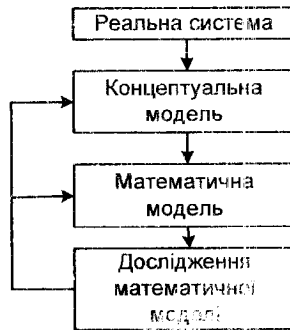 Реальна система
Концептуальна
модель
Математична
модель
Дослідження
математичної
моделі